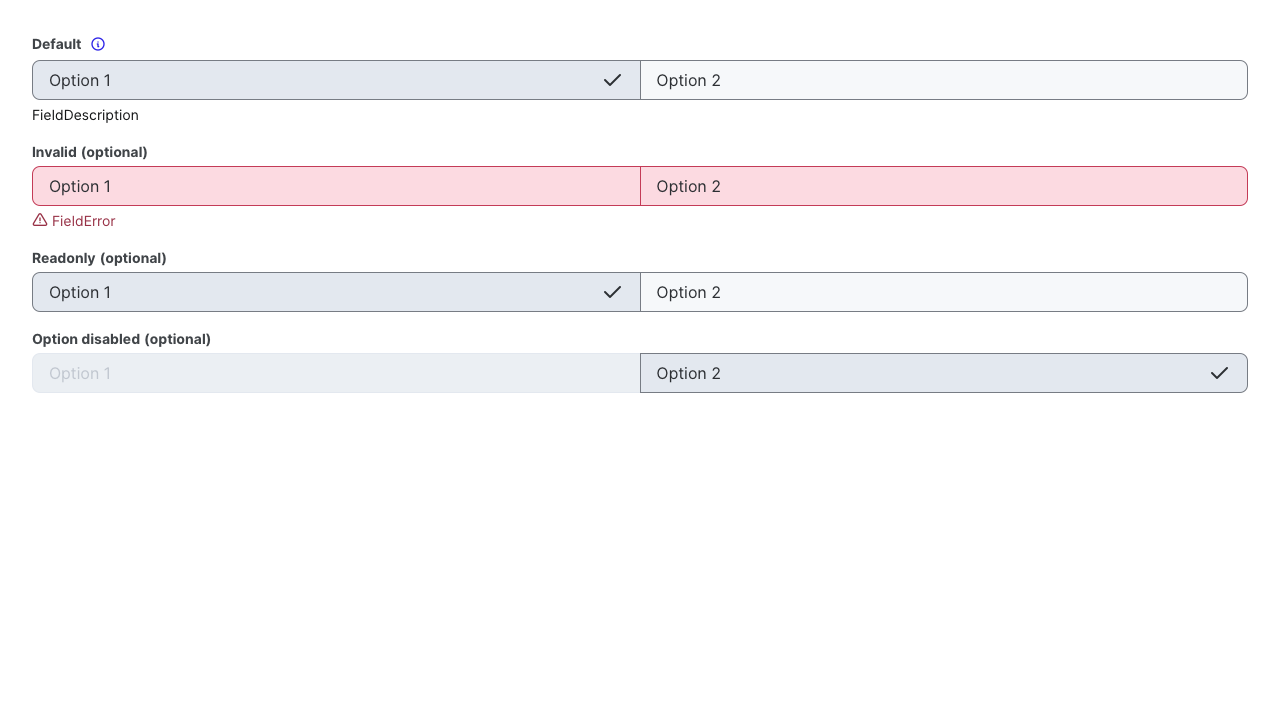 Default
Option 1 Option 2
FieldDescription
Invalid (optional)
Option 1 Option 2
FieldError
Readonly (optional)
Option 1 Option 2
Option disabled (optional)
Option 1 Option 2